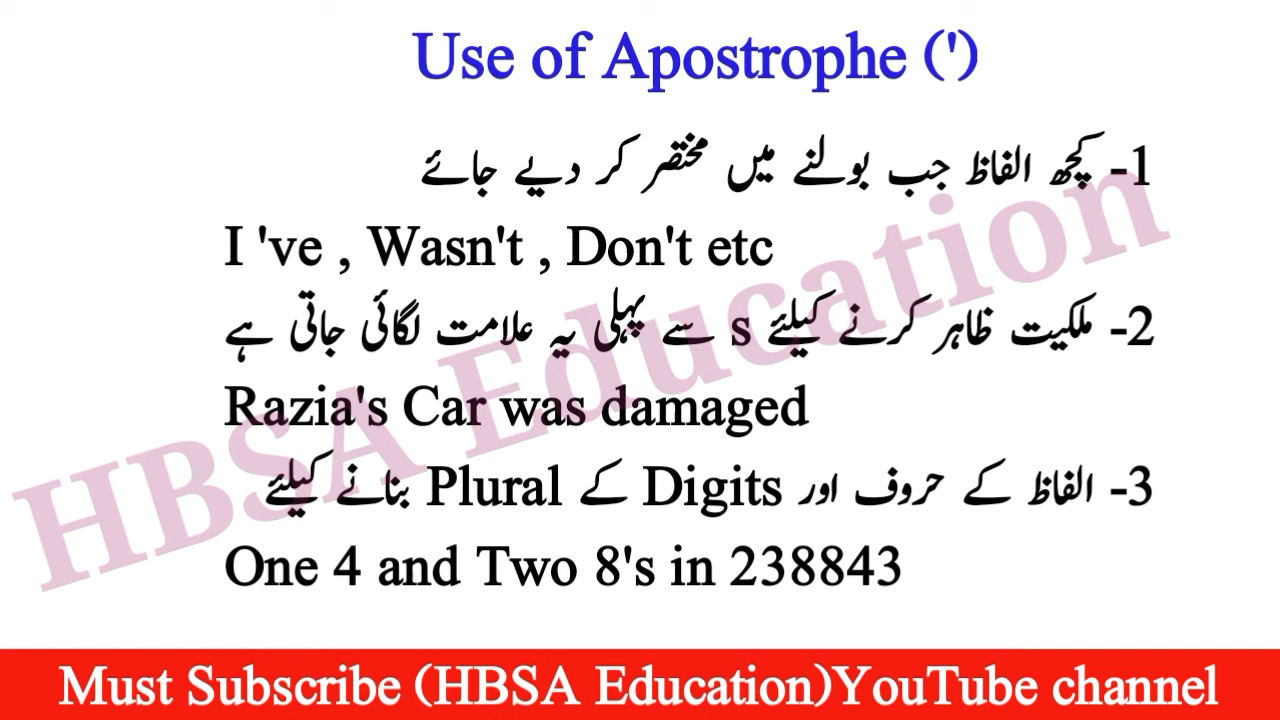 Use of Apostrophe (')
1- کچھ الفاظ جب بولنے میں مختصر کر دیے جائے
I 've , Wasn't , Don't etc
2- ملکیت ظاہر کرنے کیلئے s سے پہلی یہ علامت لگائی جاتی ہے
Razia's Car was damaged
3- الفاظ کے حروف اور Digits کے Plural بنانے کیلئے
One 4 and Two 8's in 238843
HBSA Education
Must Subscribe (HBSA Education)YouTube channel